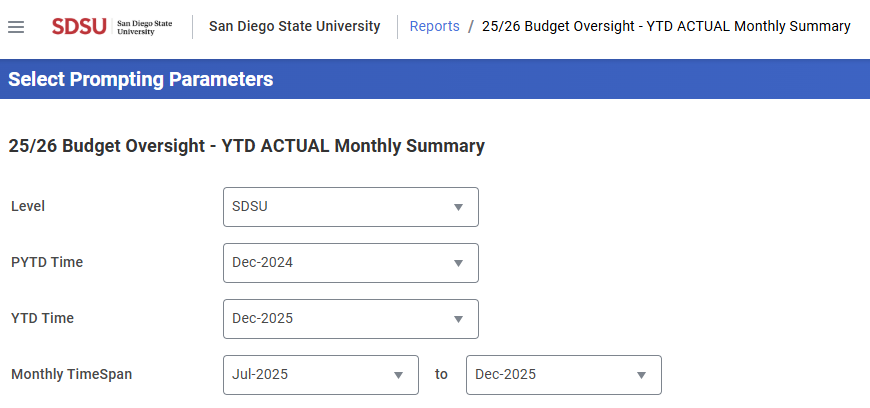 SDSU San Diego State University San Diego State University Reports / 25/26 Budget Oversight - YTD ACTUAL Monthly Summary
Select Prompting Parameters
25/26 Budget Oversight - YTD ACTUAL Monthly Summary
Level SDSU
PYTD Time Dec-2024
YTD Time Dec-2025
Monthly TimeSpan Jul-2025 to Dec-2025